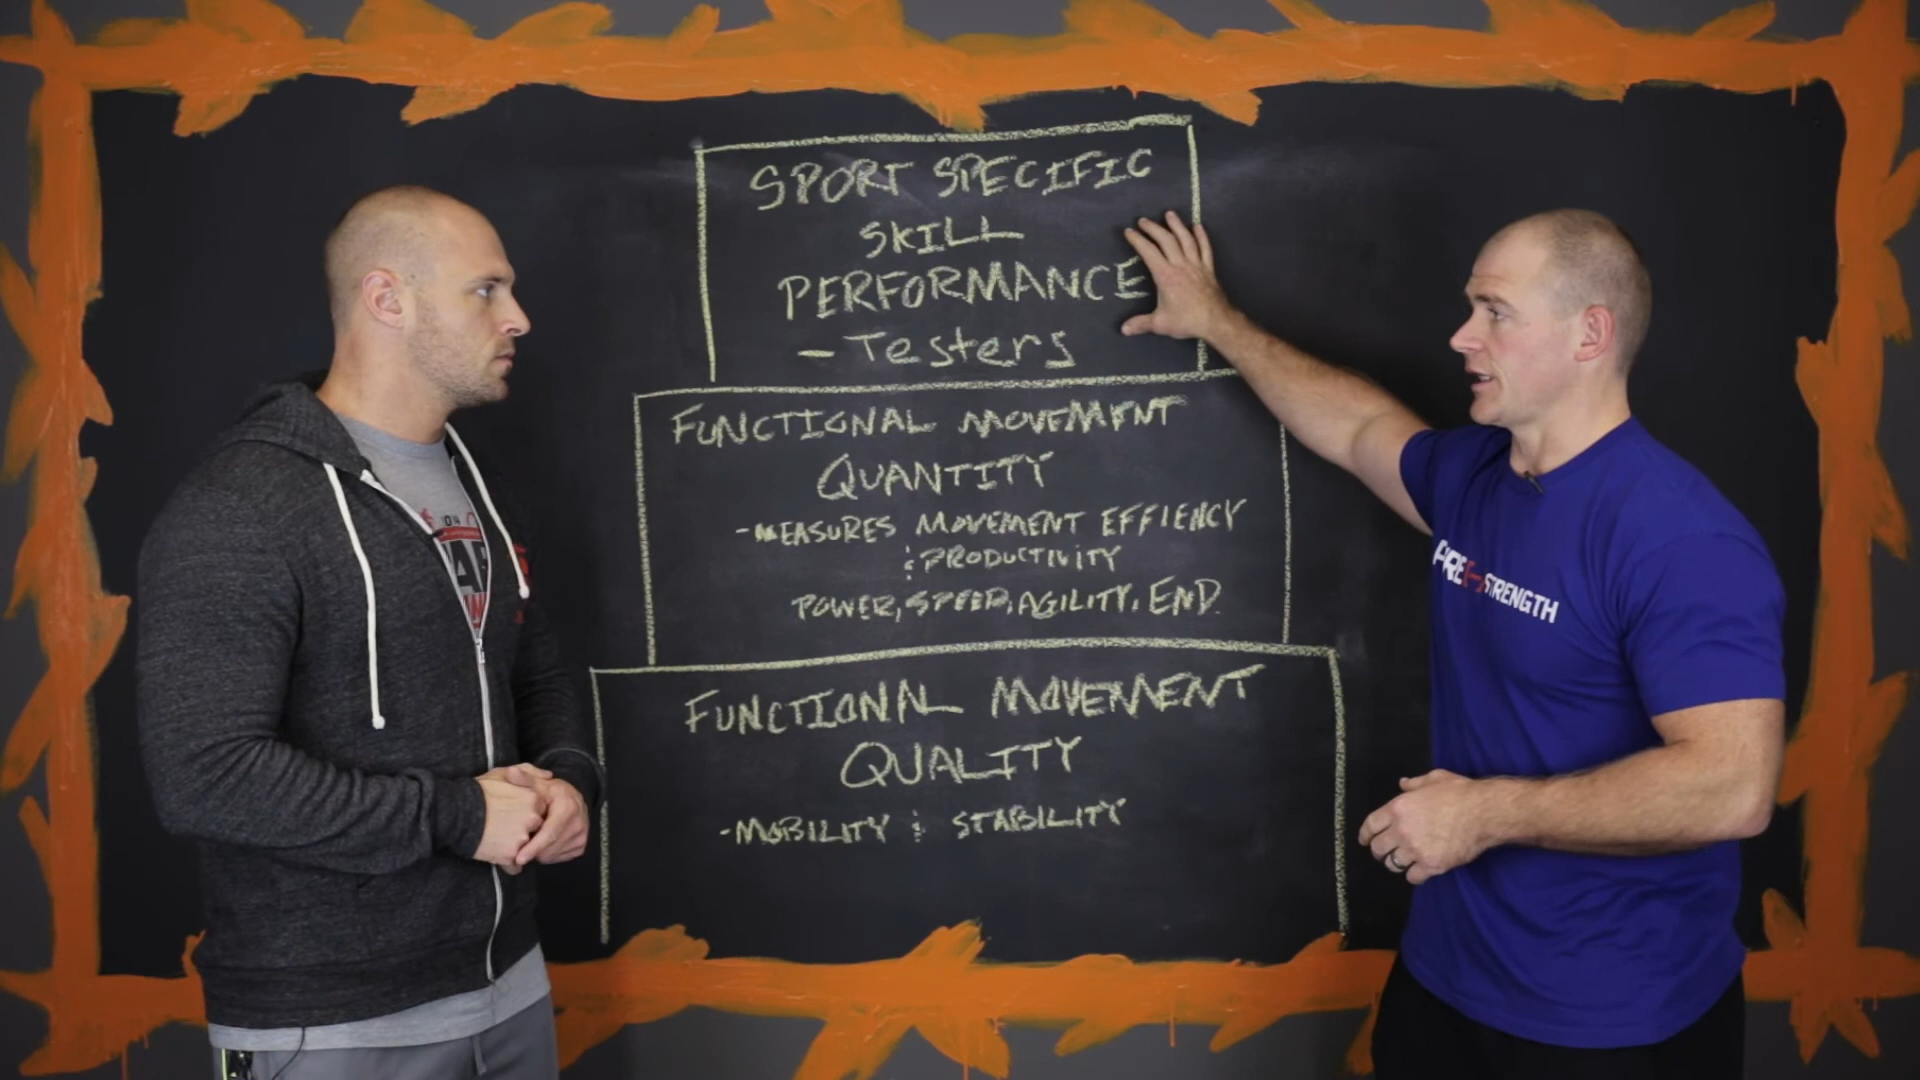 SPORT SPECIFIC
SKILL
PERFORMANCE
- Testers
FUNCTIONAL MOVEMENT
QUANTITY
-MEASURES MOVEMENT EFFIENCY
& PRODUCTIVITY
POWER, SPEED, AGILITY, END.
FUNCTIONAL MOVEMENT
QUALITY
-MOBILITY & STABILITY
STRENGTH